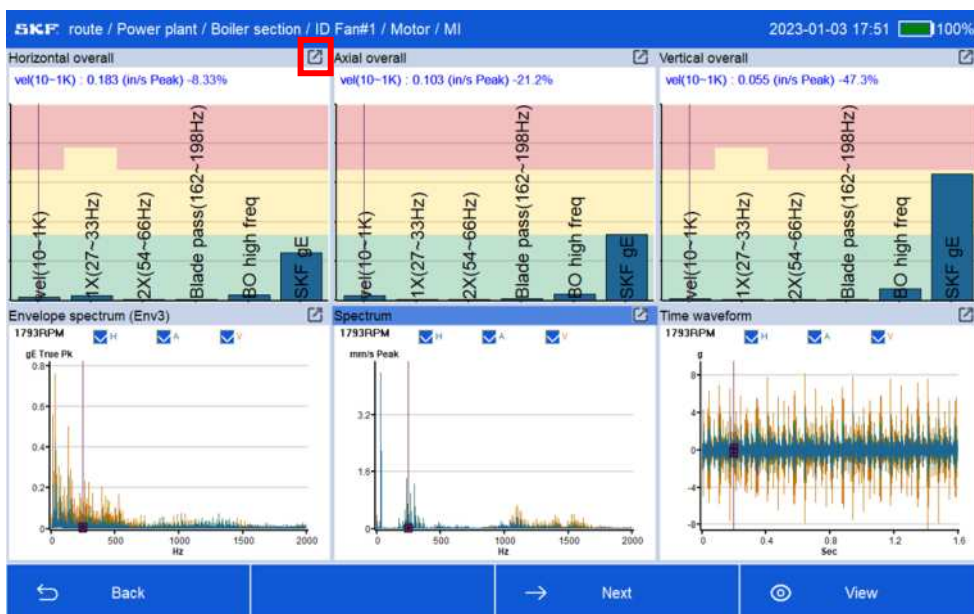 SKF. route / Power plant / Boiler section / ID Fan#1 / Motor / MI 2023-01-03 17:51 100%
Horizontal overall
vel(10~1K) : 0.183 (in/s Peak) -8.33%
vel(10~1K)
1X(27~33Hz)
2X(54~66Hz)
Blade pass(162~198Hz)
BO high freq
SKF gE
Axial overall
vel(10~1K) : 0.103 (in/s Peak) -21.2%
vel(10~1K)
1X(27~33Hz)
2X(54~66Hz)
Blade pass(162~198Hz)
BO high freq
SKF gE
Vertical overall
vel(10~1K) : 0.055 (in/s Peak) -47.3%
vel(10~1K)
1X(27~33Hz)
2X(54~66Hz)
Blade pass(162~198Hz)
BO high freq
SKF gE
Envelope spectrum (Env3)
1793RPM H A V
gE True Pk
0.8
0.6
0.4
0.2
0
0 500 1000 1500 2000
Hz
Spectrum
1793RPM H A V
mm/s Peak
3.2
1.6
0
0 500 1000 1500 2000
Hz
Time waveform
1793RPM H A V
g
8
4
0
-4
-8
0 0.4 0.8 1.2 1.6
Sec
Back Next View